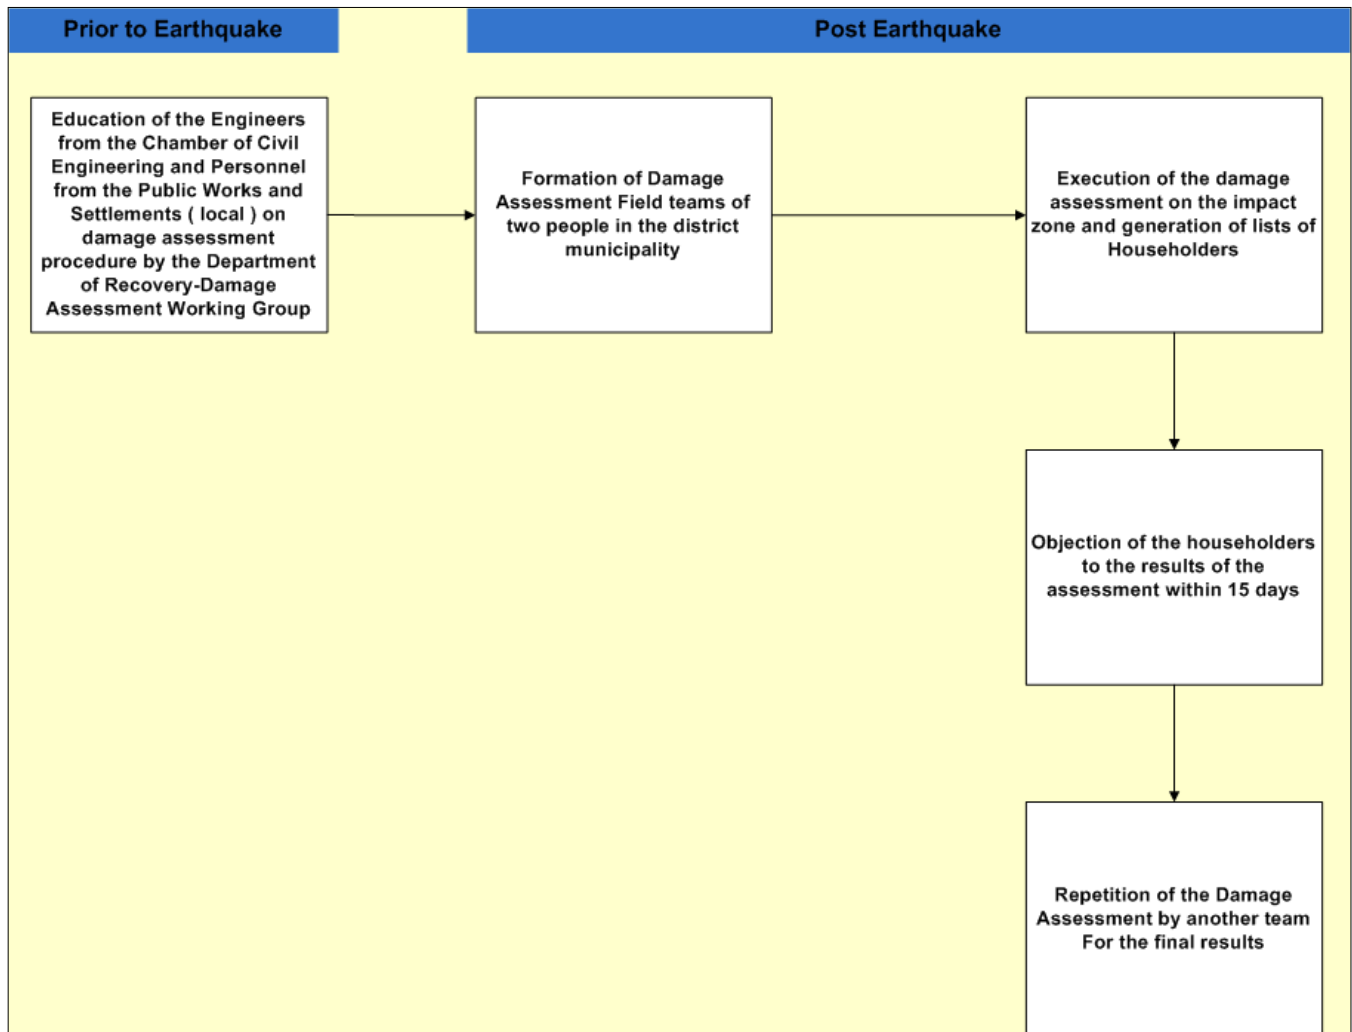 Prior to Earthquake
Post Earthquake
Education of the Engineers
from the Chamber of Civil
Engineering and Personnel
from the Public Works and
Settlements ( local ) on
damage assessment
procedure by the Department
of Recovery-Damage
Assessment Working Group
Formation of Damage
Assessment Field teams of
two people in the district
municipality
Execution of the damage
assessment on the impact
zone and generation of lists of
Householders
Objection of the householders
to the results of the
assessment within 15 days
Repetition of the Damage
Assessment by another team
For the final results